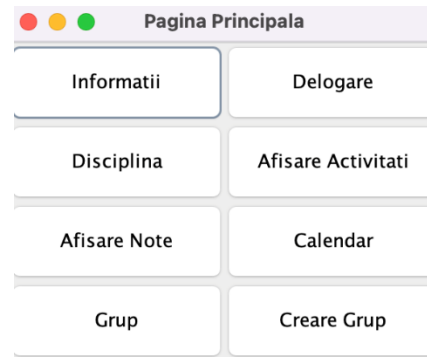 Pagina Principala
Informatii
Delogare
Disciplina
Afisare Activitati
Afisare Note
Calendar
Grup
Creare Grup